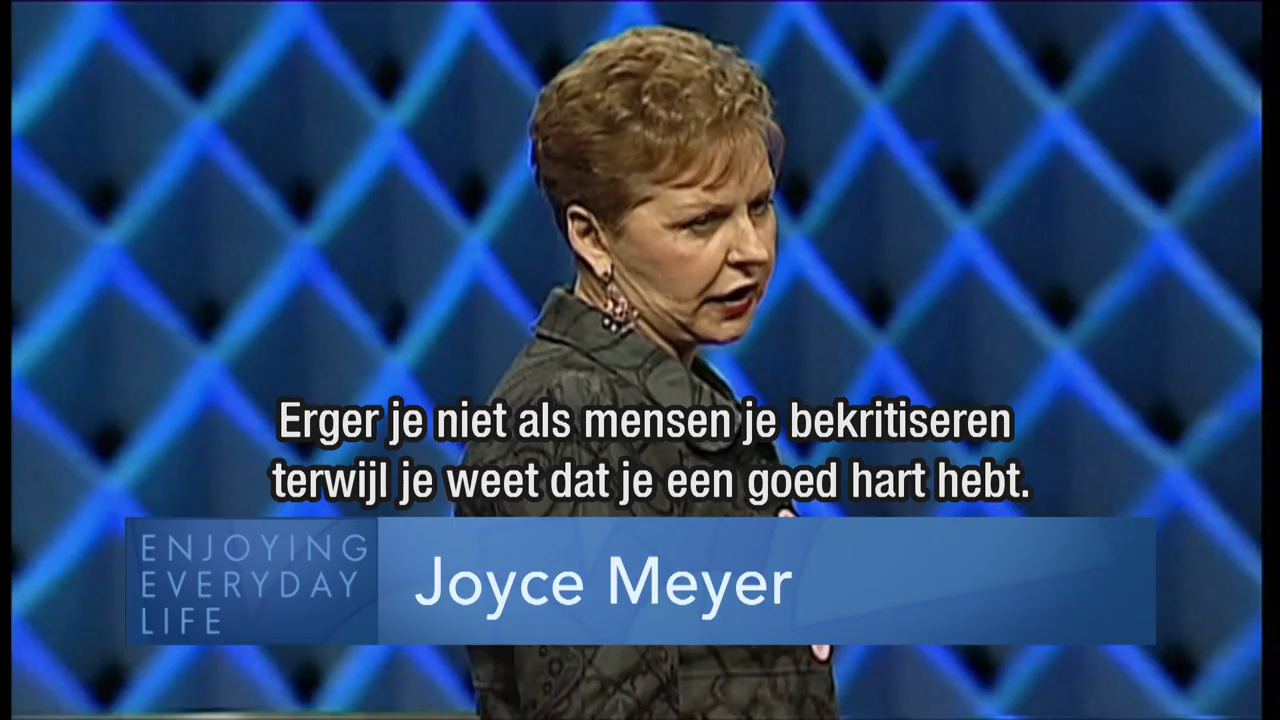 Erger je niet als mensen je bekritiseren
terwijl je weet dat je een goed hart hebt.
ENJOYING
EVERYDAY
LIFE
Joyce Meyer